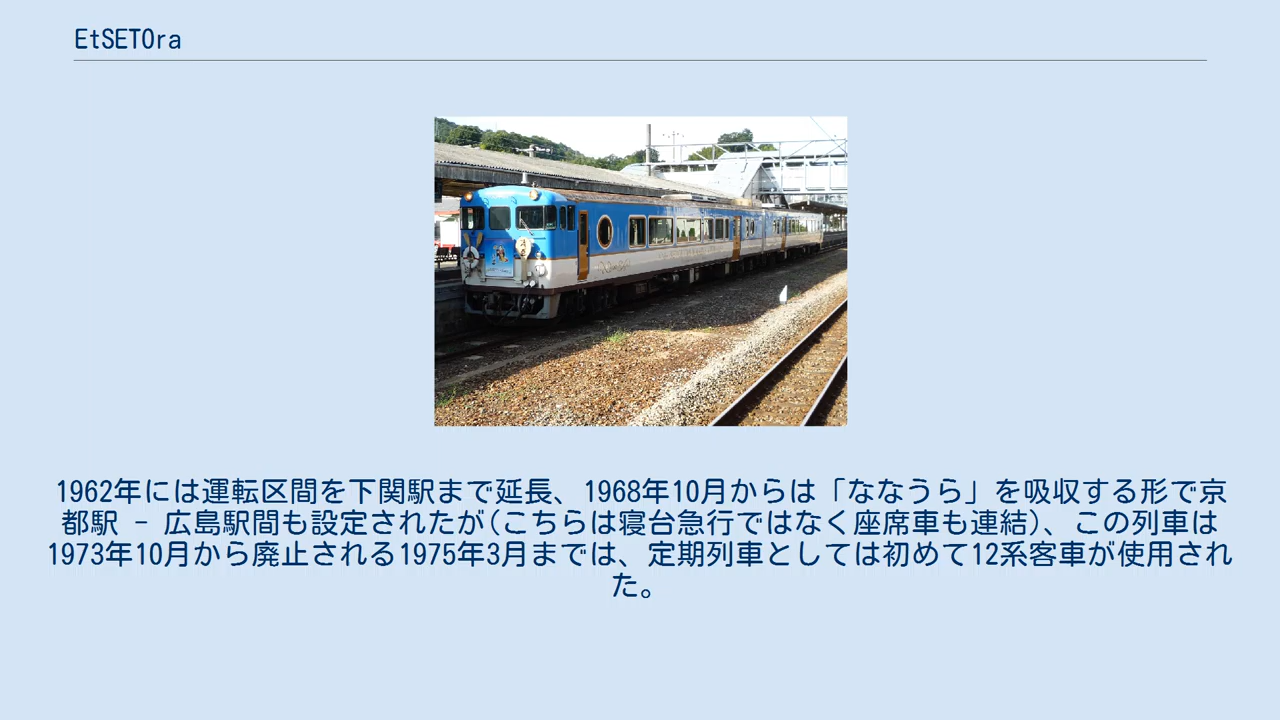 EtSETOra
1962年には運転区間を下関駅まで延長、1968年10月からは「ななうら」を吸収する形で京
都駅 - 広島駅間も設定されたが(こちらは寝台急行ではなく座席車も連結)、この列車は
1973年10月から廃止される1975年3月までは、定期列車としては初めて12系客車が使用され
た。